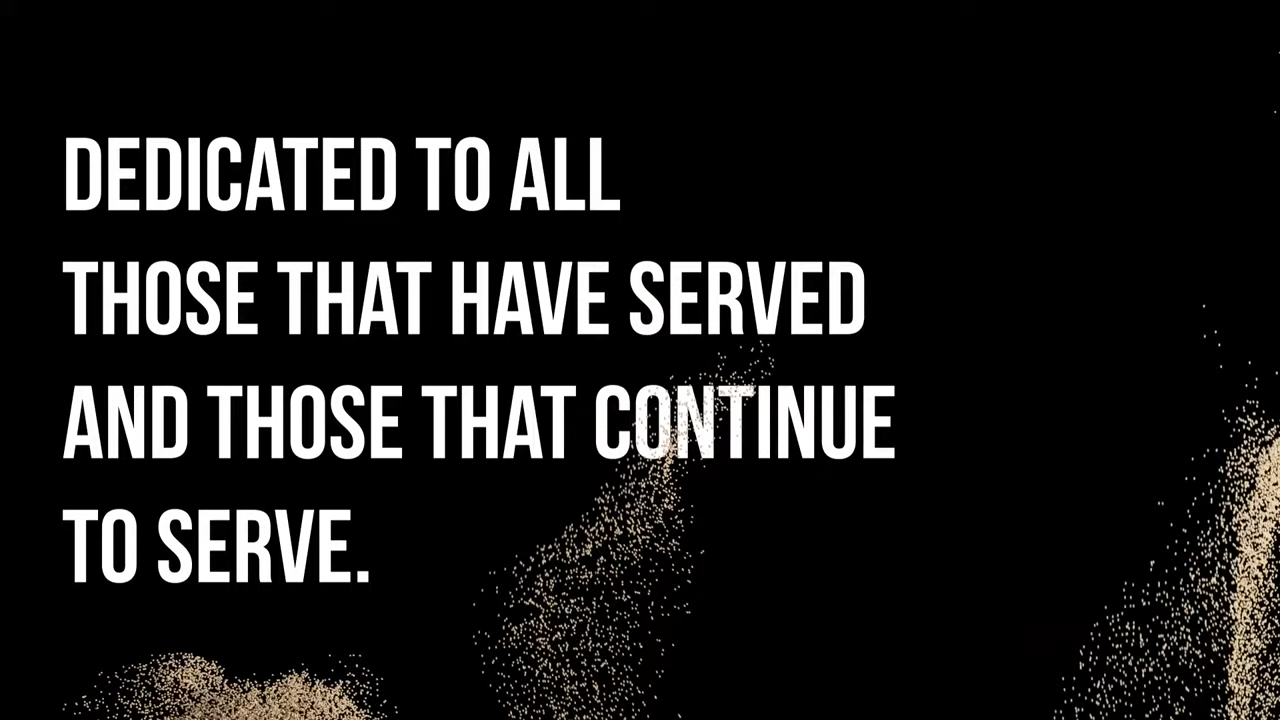 DEDICATED TO ALL
THOSE THAT HAVE SERVED
AND THOSE THAT CONTINUE
TO SERVE.